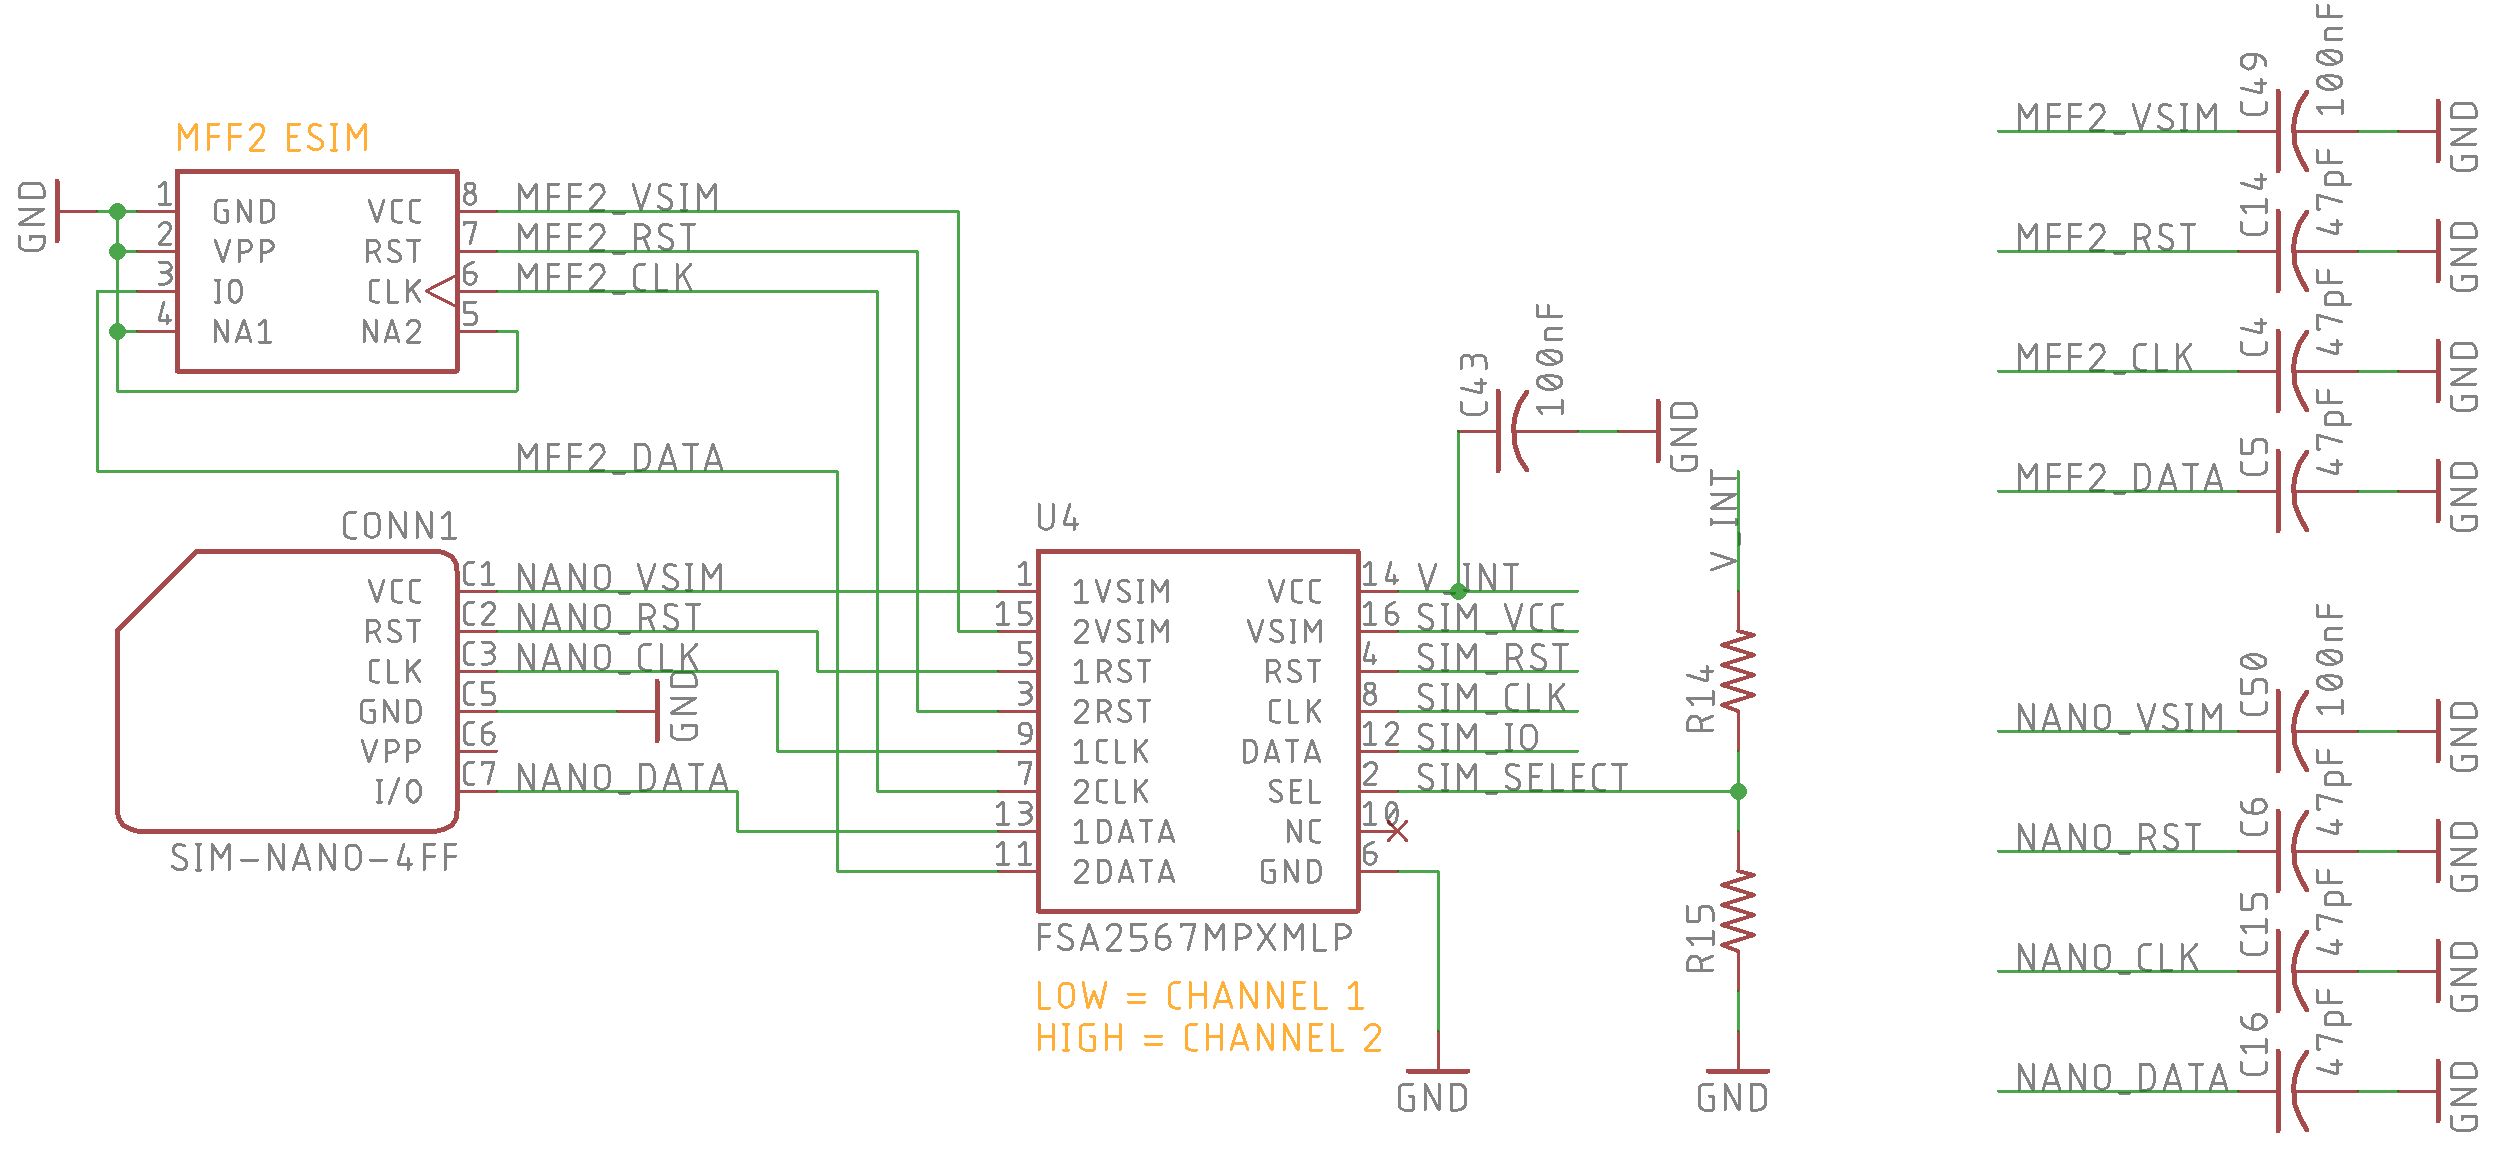 MFF2 ESIM
GND
1 GND
2 VPP
3 IO
4 NA1
VCC 8
RST 7
CLK 6
NA2 5
MFF2_VSIM
MFF2_RST
MFF2_CLK
MFF2_DATA
CONN1
VCC C1
RST C2
CLK C3
GND C5
VPP C6
I/O C7
SIM-NANO-4FF
NANO_VSIM
NANO_RST
NANO_CLK
GND
NANO_DATA
U4
1 1VSIM
15 2VSIM
5 1RST
3 2RST
9 1CLK
7 2CLK
13 1DATA
11 2DATA
VCC 14
VSIM 16
RST 4
CLK 8
DATA 12
SEL 2
NC 10
GND 6
FSA2567MPXMLP
LOW = CHANNEL 1
HIGH = CHANNEL 2
V_INT
SIM_VCC
SIM_RST
SIM_CLK
SIM_IO
SIM_SELECT
GND
C43
100nF
GND
V_INT
R14
R15
GND
MFF2_VSIM C49 100nF GND
MFF2_RST C14 47pF GND
MFF2_CLK C4 47pF GND
MFF2_DATA C5 47pF GND
NANO_VSIM C50 100nF GND
NANO_RST C6 47pF GND
NANO_CLK C15 47pF GND
NANO_DATA C16 47pF GND